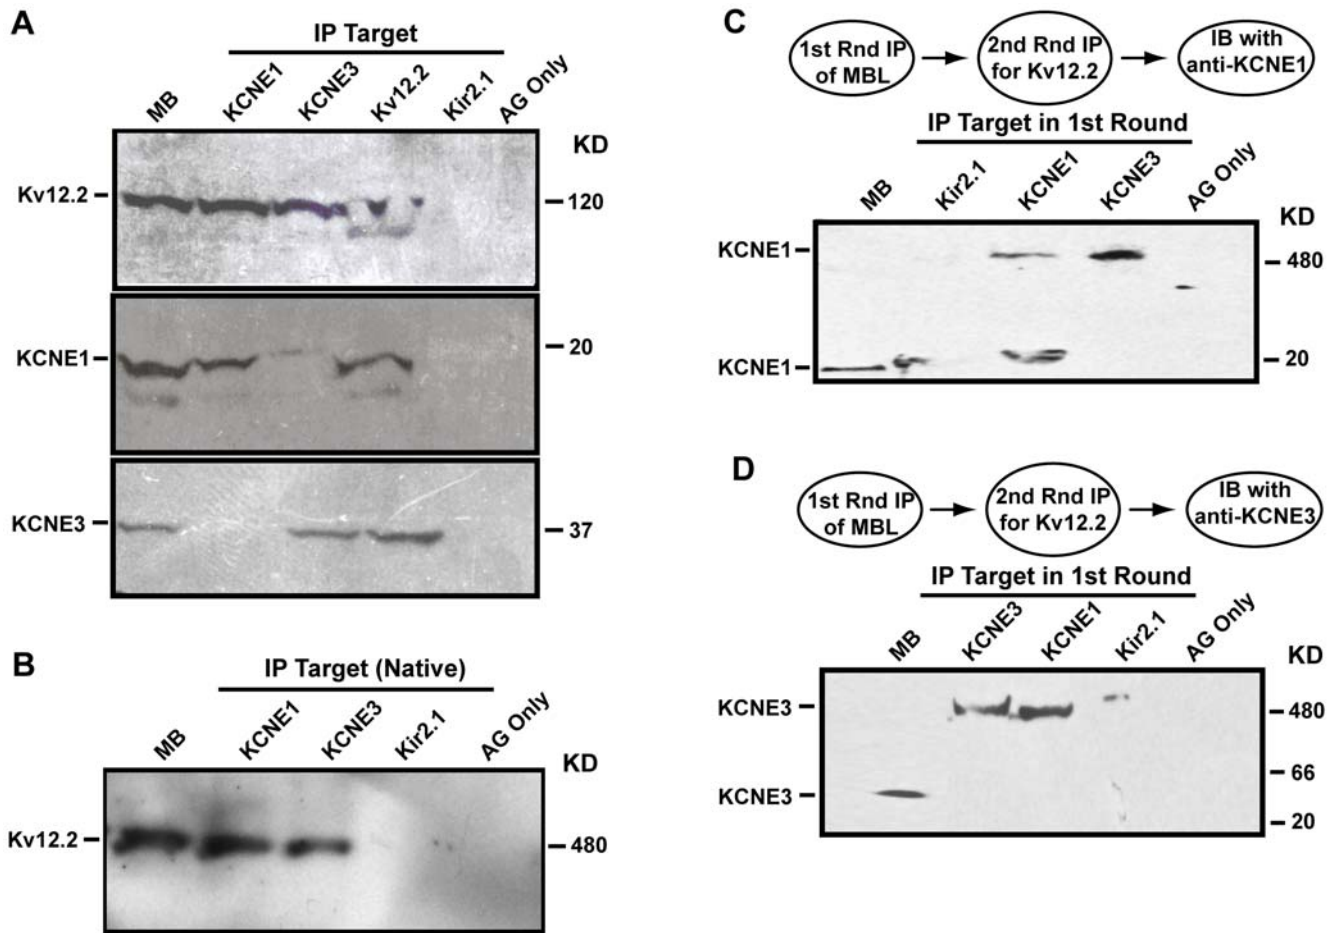 A
IP Target
MB
KCNE1
KCNE3
Kv12.2
Kir2.1
AG Only
KD
Kv12.2
120
KCNE1
20
KCNE3
37
B
IP Target (Native)
MB
KCNE1
KCNE3
Kir2.1
AG Only
KD
Kv12.2
480
C
1st Rnd IP
of MBL
2nd Rnd IP
for Kv12.2
IB with
anti-KCNE1
IP Target in 1st Round
MB
Kir2.1
KCNE1
KCNE3
AG Only
KD
KCNE1
480
KCNE1
20
D
1st Rnd IP
of MBL
2nd Rnd IP
for Kv12.2
IB with
anti-KCNE3
IP Target in 1st Round
MB
KCNE3
KCNE1
Kir2.1
AG Only
KD
KCNE3
480
66
KCNE3
20